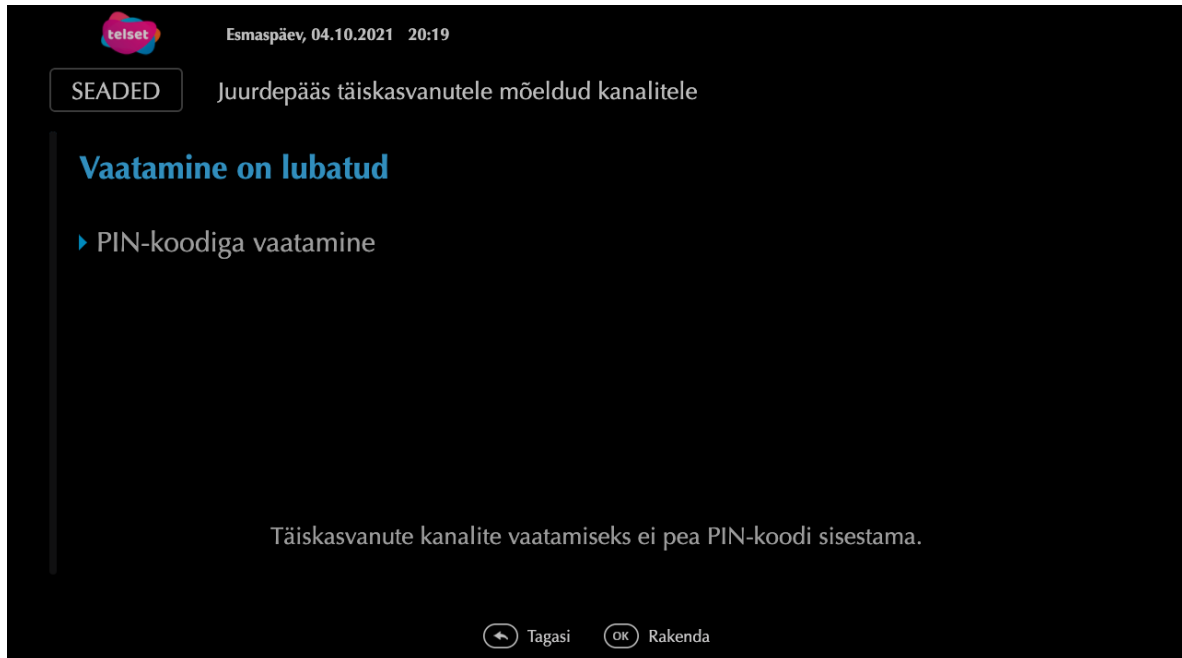 telset
Esmaspäev, 04.10.2021 20:19
SEADED
Juurdepääs täiskasvanutele mõeldud kanalitele
Vaatamine on lubatud
PIN-koodiga vaatamine
Täiskasvanute kanalite vaatamiseks ei pea PIN-koodi sisestama.
Tagasi
OK Rakenda